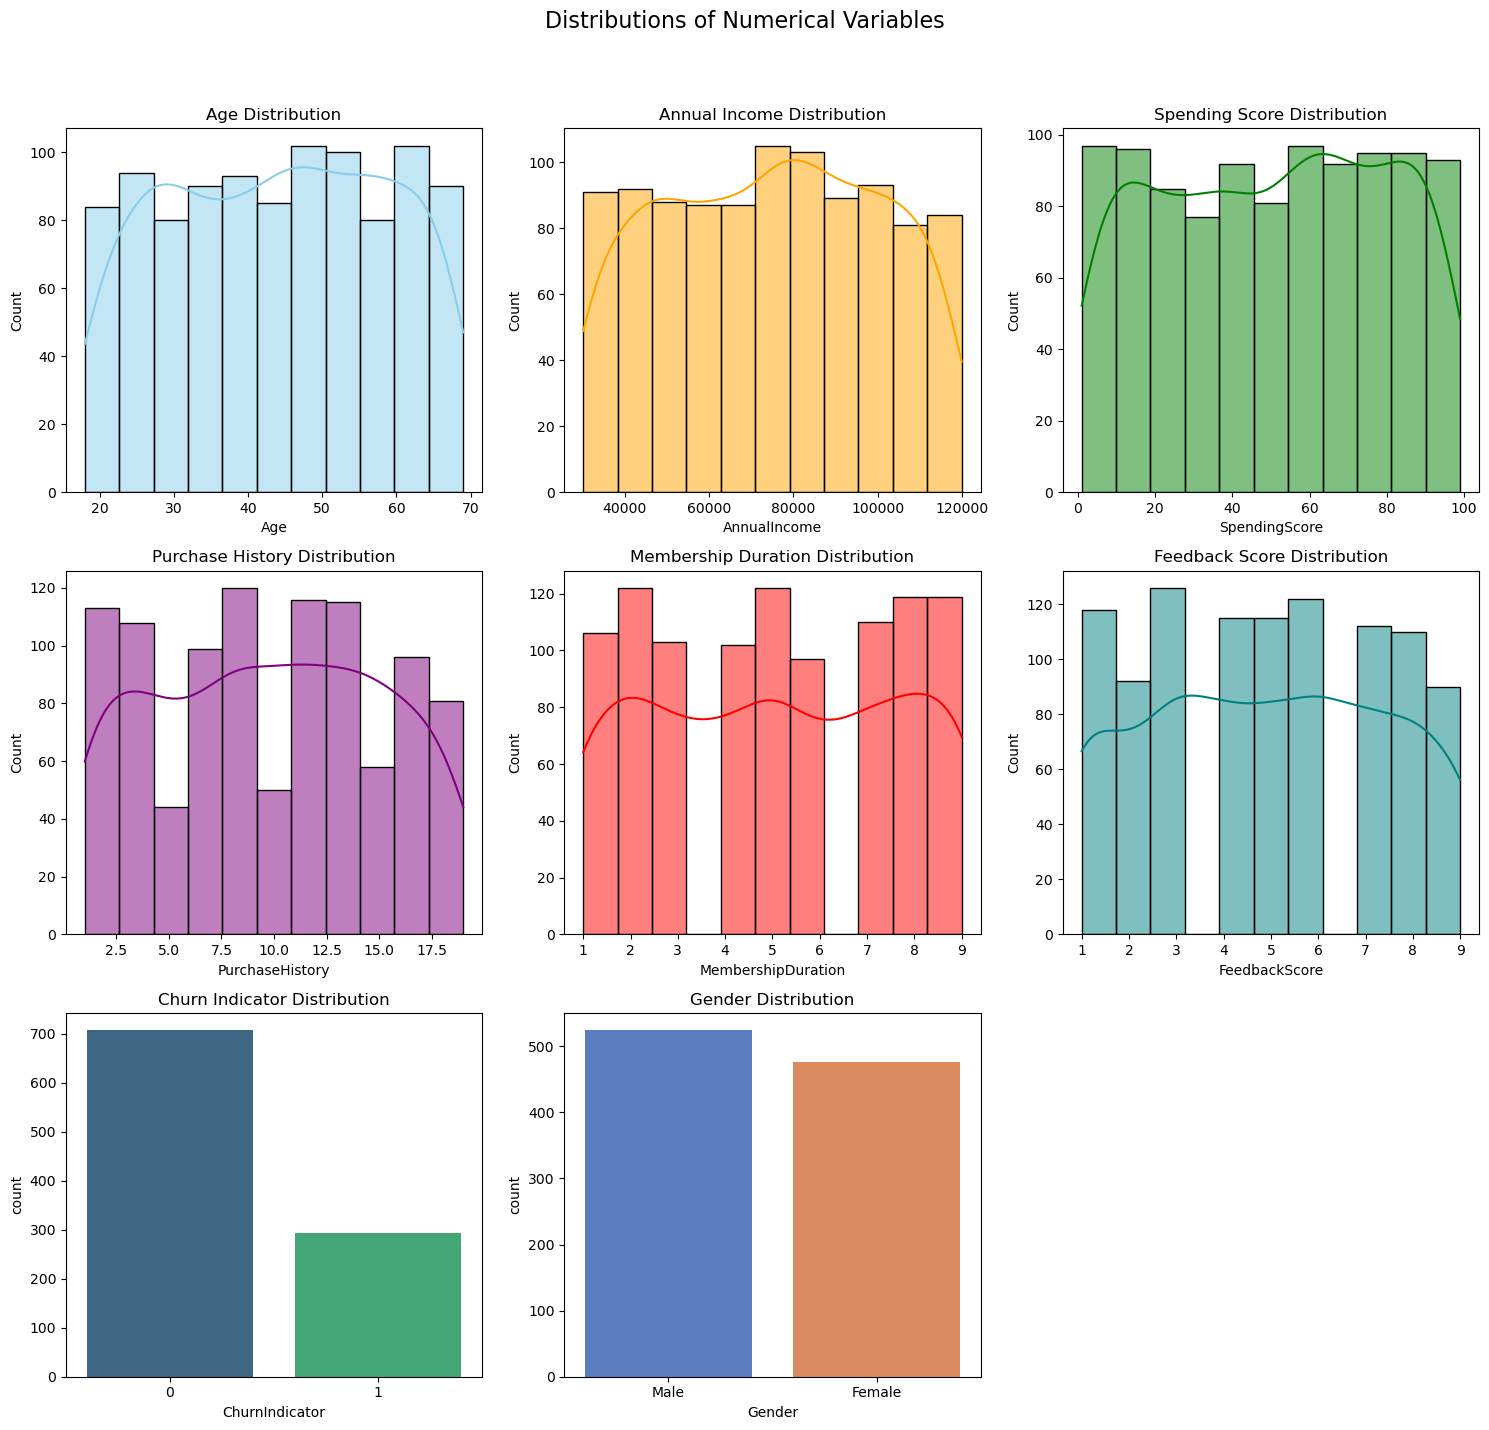 Distributions of Numerical Variables
Age Distribution
Count
0
20
40
60
80
100
20 30 40 50 60 70
Age
Annual Income Distribution
Count
0
20
40
60
80
100
40000 60000 80000 100000 120000
AnnualIncome
Spending Score Distribution
Count
0
20
40
60
80
100
0 20 40 60 80 100
SpendingScore
Purchase History Distribution
Count
0
20
40
60
80
100
120
2.5 5.0 7.5 10.0 12.5 15.0 17.5
PurchaseHistory
Membership Duration Distribution
Count
0
20
40
60
80
100
120
1 2 3 4 5 6 7 8 9
MembershipDuration
Feedback Score Distribution
Count
0
20
40
60
80
100
120
1 2 3 4 5 6 7 8 9
FeedbackScore
Churn Indicator Distribution
count
0
100
200
300
400
500
600
700
0 1
ChurnIndicator
Gender Distribution
count
0
100
200
300
400
500
Male Female
Gender